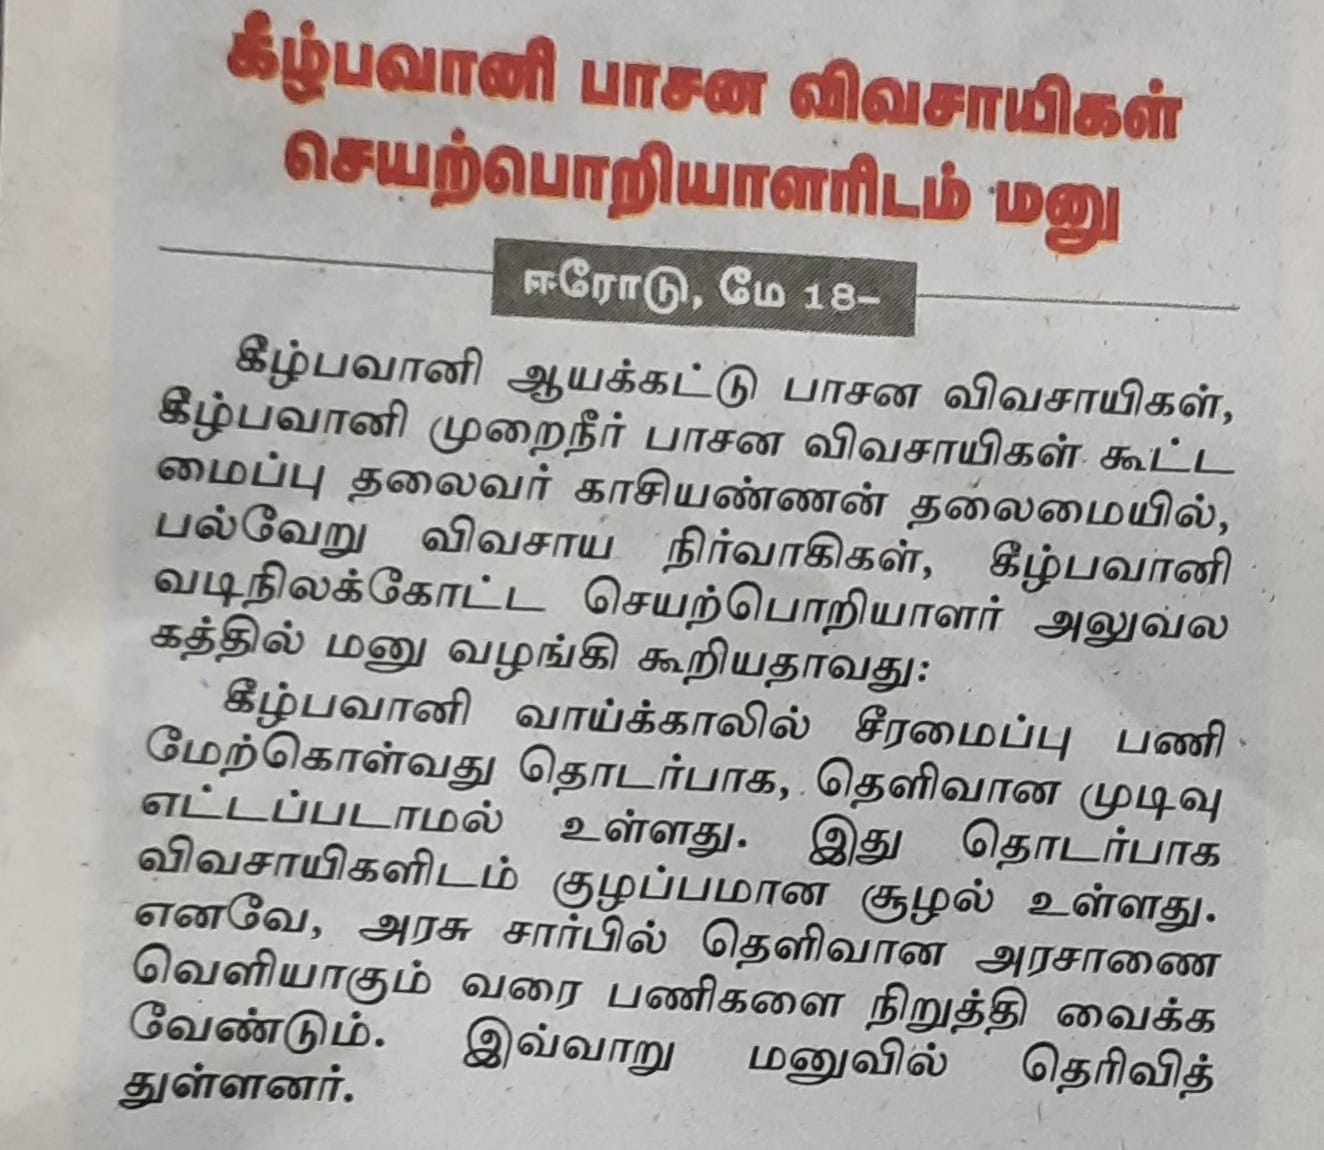 கீழ்பவானி பாசன விவசாயிகள்
செயற்பொறியாளரிடம் மனு
ஈரோடு, மே 18–
கீழ்பவானி ஆயக்கட்டு பாசன விவசாயிகள்,
கீழ்பவானி முறைநீர் பாசன விவசாயிகள் கூட்ட
மைப்பு தலைவர் காசியண்ணன் தலைமையில்,
பல்வேறு விவசாய நிர்வாகிகள், கீழ்பவானி
வடிநிலக்கோட்ட செயற்பொறியாளர் அலுவல
கத்தில் மனு வழங்கி கூறியதாவது:
கீழ்பவானி வாய்க்காலில் சீரமைப்பு பணி
மேற்கொள்வது தொடர்பாக, தெளிவான முடிவு
எட்டப்படாமல் உள்ளது. இது தொடர்பாக
விவசாயிகளிடம் குழப்பமான சூழல் உள்ளது.
எனவே, அரசு சார்பில் தெளிவான அரசாணை
வெளியாகும் வரை பணிகளை நிறுத்தி வைக்க
வேண்டும். இவ்வாறு மனுவில் தெரிவித்
துள்ளனர்.